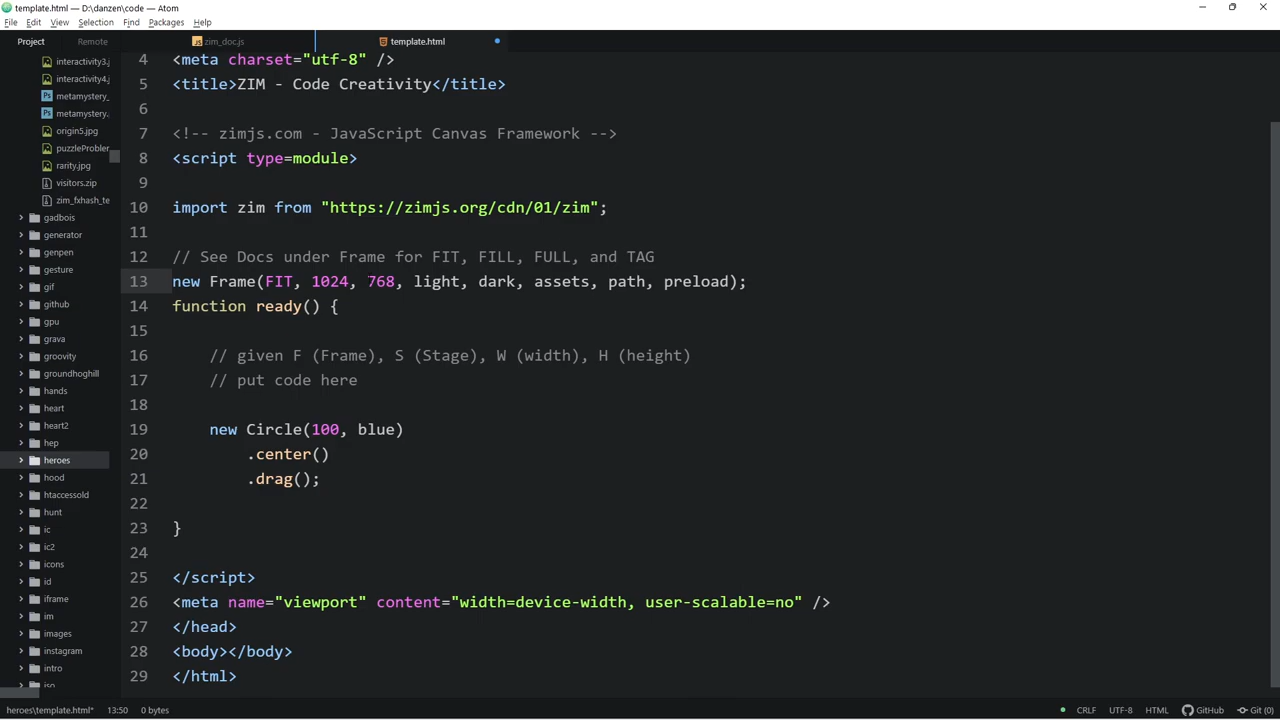 template.html — D:\danzen\code — Atom
File Edit View Selection Find Packages Help
Project Remote
zim_doc.js
template.html
interactivity3.j
interactivity4.j
metamystery_
metamystery.
origin5.jpg
puzzleProbler
rarity.jpg
visitors.zip
zim_fxhash_te
gadbois
generator
genpen
gesture
gif
github
gpu
grava
groovity
groundhoghill
hands
heart
heart2
hep
heroes
hood
htaccessold
hunt
ic
ic2
icons
id
iframe
im
images
instagram
intro
iso
4 <meta charset="utf-8" />
5 <title>ZIM - Code Creativity</title>
6
7 <!-- zimjs.com - JavaScript Canvas Framework -->
8 <script type=module>
9
10 import zim from "https://zimjs.org/cdn/01/zim";
11
12 // See Docs under Frame for FIT, FILL, FULL, and TAG
13 new Frame(FIT, 1024, 768, light, dark, assets, path, preload);
14 function ready() {
15
16 // given F (Frame), S (Stage), W (width), H (height)
17 // put code here
18
19 new Circle(100, blue)
20 .center()
21 .drag();
22
23 }
24
25 </script>
26 <meta name="viewport" content="width=device-width, user-scalable=no" />
27 </head>
28 <body></body>
29 </html>
heroes\template.html* 13:50 0 bytes
CRLF UTF-8 HTML GitHub Git (0)